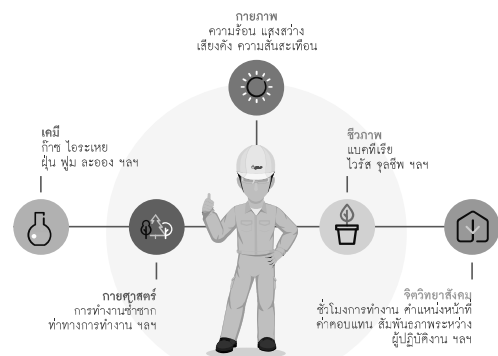 กายภาพ
ความร้อน แสงสว่าง
เสียงดัง ความสั่นสะเทือน
เคมี
ก๊าซ ไอระเหย
ฝุ่น ฟูม ละออง ฯลฯ
ชีวภาพ
แบคทีเรีย
ไวรัส จุลชีพ ฯลฯ
กายศาสตร์
การทำงานซ้ำซาก
ท่าทางการทำงาน ฯลฯ
จิตวิทยาสังคม
ชั่วโมงการทำงาน ตำแหน่งหน้าที่
ค่าตอบแทน สัมพันธภาพระหว่าง
ผู้ปฏิบัติงาน ฯลฯ